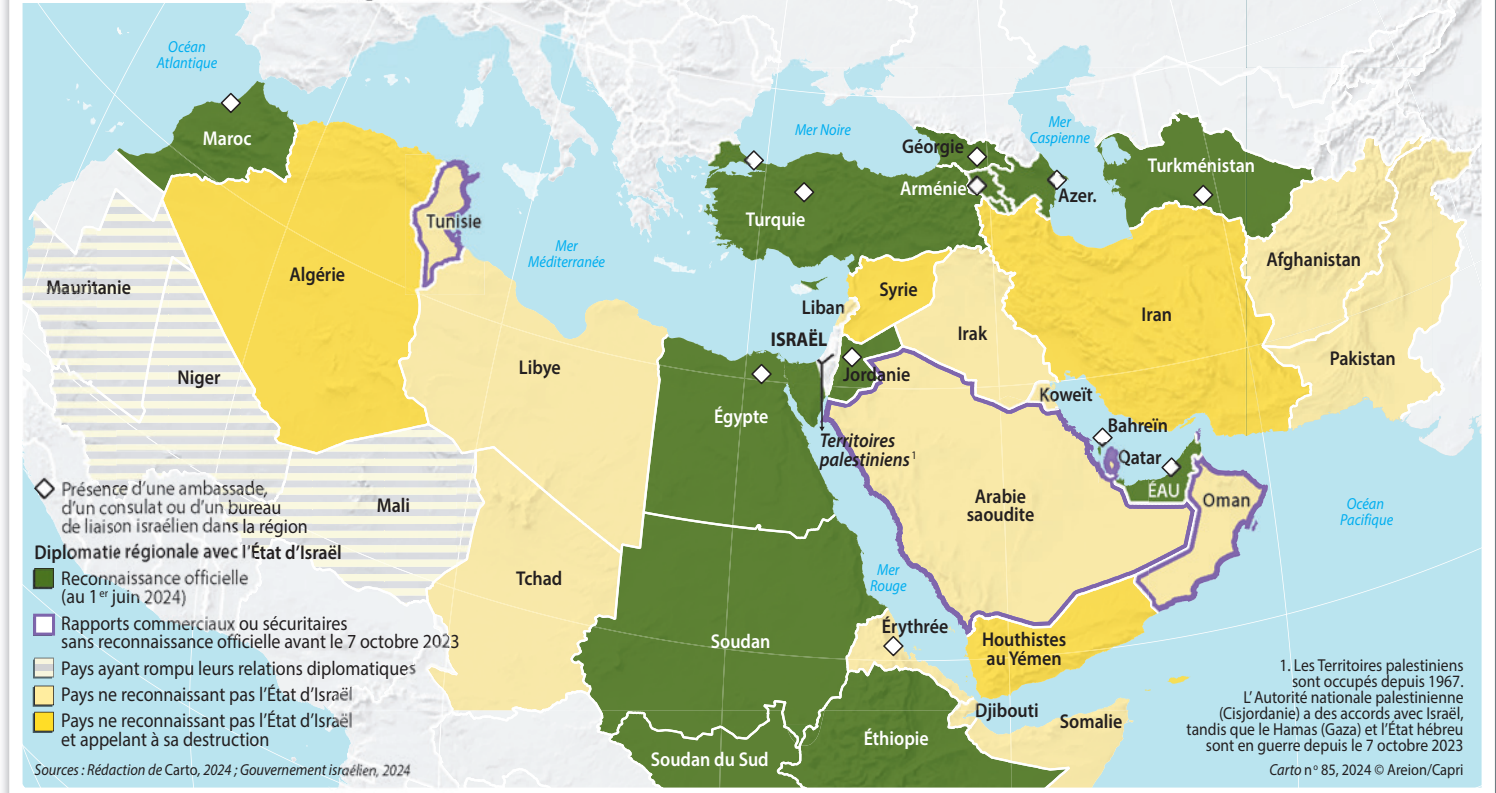 Océan
Atlantique
Maroc
Mer Noire
Géorgie
Mer
Caspienne
Turkménistan
Arménie
Azer.
Turquie
Tunisie
Mer
Méditerranée
Algérie
Mauritanie
Afghanistan
Syrie
Liban
Iran
ISRAËL
Irak
Libye
Niger
Pakistan
Jordanie
Koweït
Égypte
Bahreïn
Territoires
palestiniens¹
Qatar
ÉAU
Oman
Arabie
saoudite
Océan
Pacifique
Mali
Tchad
Mer
Rouge
Soudan
Érythrée
Houthistes
au Yémen
Djibouti
Somalie
Éthiopie
Soudan du Sud
Présence d'une ambassade,
d'un consulat ou d'un bureau
de liaison israélien dans la région
Diplomatie régionale avec l'État d'Israël
Reconnaissance officielle
(au 1er juin 2024)
Rapports commerciaux ou sécuritaires
sans reconnaissance officielle avant le 7 octobre 2023
Pays ayant rompu leurs relations diplomatiques
Pays ne reconnaissant pas l'État d'Israël
Pays ne reconnaissant pas l'État d'Israël
et appelant à sa destruction
Sources : Rédaction de Carto, 2024 ; Gouvernement israélien, 2024
1. Les Territoires palestiniens
sont occupés depuis 1967.
L'Autorité nationale palestinienne
(Cisjordanie) a des accords avec Israël,
tandis que le Hamas (Gaza) et l'État hébreu
sont en guerre depuis le 7 octobre 2023
Carto nº 85, 2024 © Areion/Capri